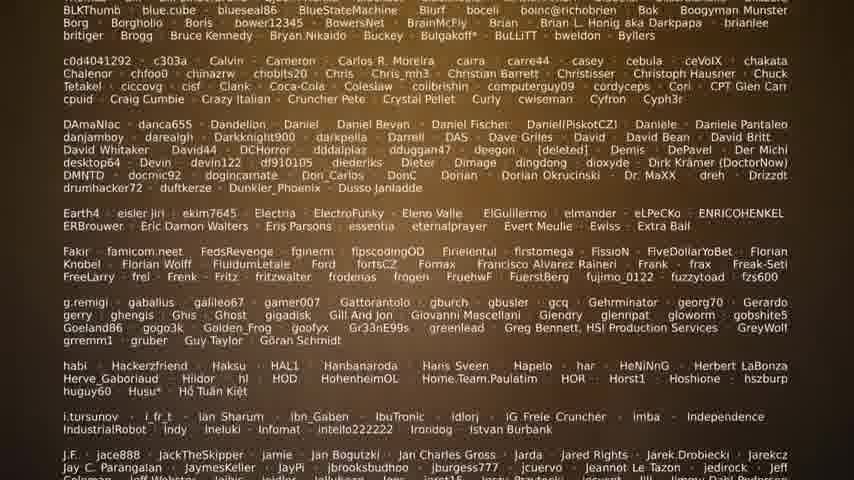 BLKThumb · blue.cube · blueseal86 · BlueStateMachine · Blurf · boceli · boinc@richobrien · Bok · Boogyman Munster
Borg · Borgholio · Boris · bower12345 · BowersNet · BrainMcFly · Brian · Brian L. Honig aka Darkpapa · brianlee
britiger · Brogg · Bruce Kennedy · Bryan Nikaido · Buckey · Bulgakoff* · BuLLiTT · bweldon · Byllers
c0d4041292 · c303a · Calvin · Cameron · Carlos R. Moreira · carra · carre44 · casey · cebula · ceVoIX · chakata
Chalenor · chfoo0 · chinazrw · choblts20 · Chris · Chris_mh3 · Christian Barrett · Christisser · Christoph Hausner · Chuck
Tetakel · ciccovg · cisf · Clank · Coca-Cola · Coleslaw · colibrishin · computerguy09 · cordyceps · Cori · CPT Glen Carr
cpuid · Craig Cumbie · Crazy Italian · Cruncher Pete · Crystal Pellet · Curly · cwiseman · Cyfron · Cyph3r
DAmaNlac · danca655 · Dandelion · Daniel · Daniel Bevan · Daniel Fischer · Daniel(PiskotCZ) · Daniele · Daniele Pantaleo
danjamboy · darealgh · Darkknight900 · darkpella · Darrell · DAS · Dave Griles · David · David Bean · David Britt
David Whitaker · David44 · DCHorror · dddalpiaz · dduggan47 · deegon · [deleted] · Demis · DePavel · Der Michi
desktop64 · Devin · devin122 · df910105 · diederiks · Dieter · Dimage · dingdong · dioxyde · Dirk Krämer (DoctorNow)
DMNTD · docmic92 · dogincarnate · Don_Carlos · DonC · Dorian · Dorian Okrucinski · Dr. MaXX · dreh · Drizzdt
drumhacker72 · duftkerze · Dunkler_Phoenix · Dusso Janladde
Earth4 · eisler jiri · ekim7645 · Electria · ElectroFunky · Eleno Valle · ElGuillermo · elmander · eLPeCKo · ENRICOHENKEL
ERBrouwer · Eric Damon Walters · Eris Parsons · essentia · eternalprayer · Evert Meulie · Ewiss · Extra Ball
Fakir · famicom:neet · FedsRevenge · fginerm · fipscodingOD · Firielentul · firstomega · FissioN · FiveDollarYoBet · Florian
Knobel · Florian Wolff · FluidumLetale · Ford · fortsCZ · Fomax · Francisco Alvarez Raineri · Frank · frax · Freak-Seti
FreeLarry · frel · Frenk · Fritz · fritzwalter · frodenas · frogen · FruehwF · FuerstBerg · fujimo_0122 · fuzzytoad · fzs600
g.remigi · gaballus · galileo67 · gamer007 · Gattorantolo · gburch · gbusler · gcq · Gehrminator · georg70 · Gerardo
gerry · ghengis · Ghis · Ghost · gigadisk · Gill And Jon · Giovanni Mascellani · Glendry · glennpat · gloworm · gobshite5
Goeland86 · gogo3k · Golden_Frog · goofyx · Gr33nE99s · greenlead · Greg Bennett, HSI Production Services · GreyWolf
grremm1 · gruber · Guy Taylor · Göran Schmidt
habi · Hackerzfriend · Haksu · HAL1 · Hanbanaroda · Hans Sveen · Hapelo · har · HeNiNnG · Herbert LaBonza
Herve_Gaboriaud · Hildor · hl · HOD · HohenheimOL · Home.Team.Paulatim · HOR · Horst1 · Hoshione · hszburp
huguy60 · Husu* · Hồ Tuấn Kiệt
i.tursunov · i_fr_t · Ian Sharum · ibn_Gaben · IbuTronic · idlorj · iG Freie Cruncher · imba · Independence
IndustrialRobot · Indy · Ineluki · Infomat · intello222222 · Irondog · Istvan Burbank
J.F. · jace888 · JackTheSkipper · jamie · Jan Bogutzki · Jan Charles Gross · Jarda · Jared Rights · Jarek.Drobiecki · Jarekcz
Jay C. Parangalan · JaymesKeller · JayPi · jbrooksbudhoo · jburgess777 · jcuervo · Jeannot Le Tazon · jedirock · Jeff